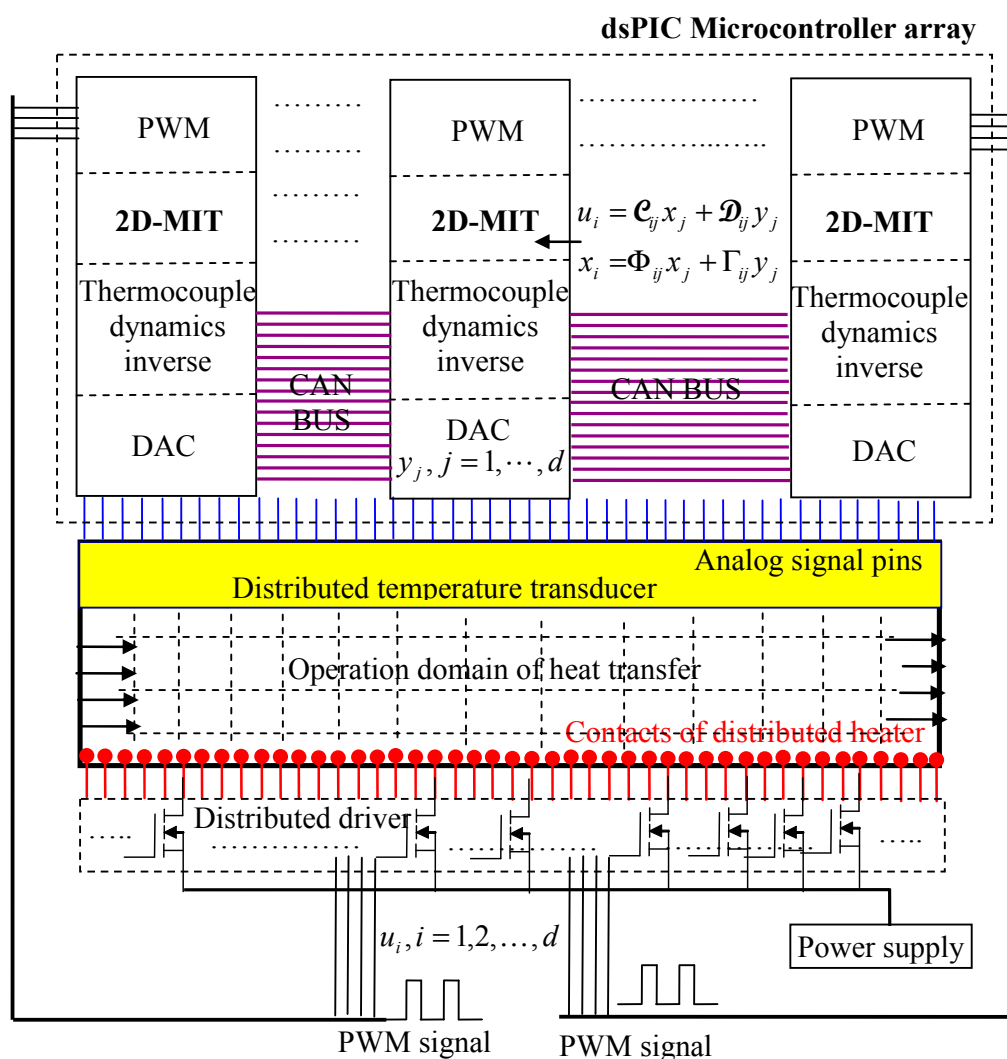 dsPIC Microcontroller array
PWM
2D-MIT
Thermocouple
dynamics
inverse
DAC
CAN
BUS
PWM
2D-MIT
Thermocouple
dynamics
inverse
DAC
y_j, j = 1, ⋯, d
u_i = 𝓒_ij x_j + 𝓓_ij y_j
x_i = Φ_ij x_j + Γ_ij y_j
CAN BUS
PWM
2D-MIT
Thermocouple
dynamics
inverse
DAC
Analog signal pins
Distributed temperature transducer
Operation domain of heat transfer
Contacts of distributed heater
Distributed driver
u_i, i = 1,2, …, d
Power supply
PWM signal
PWM signal